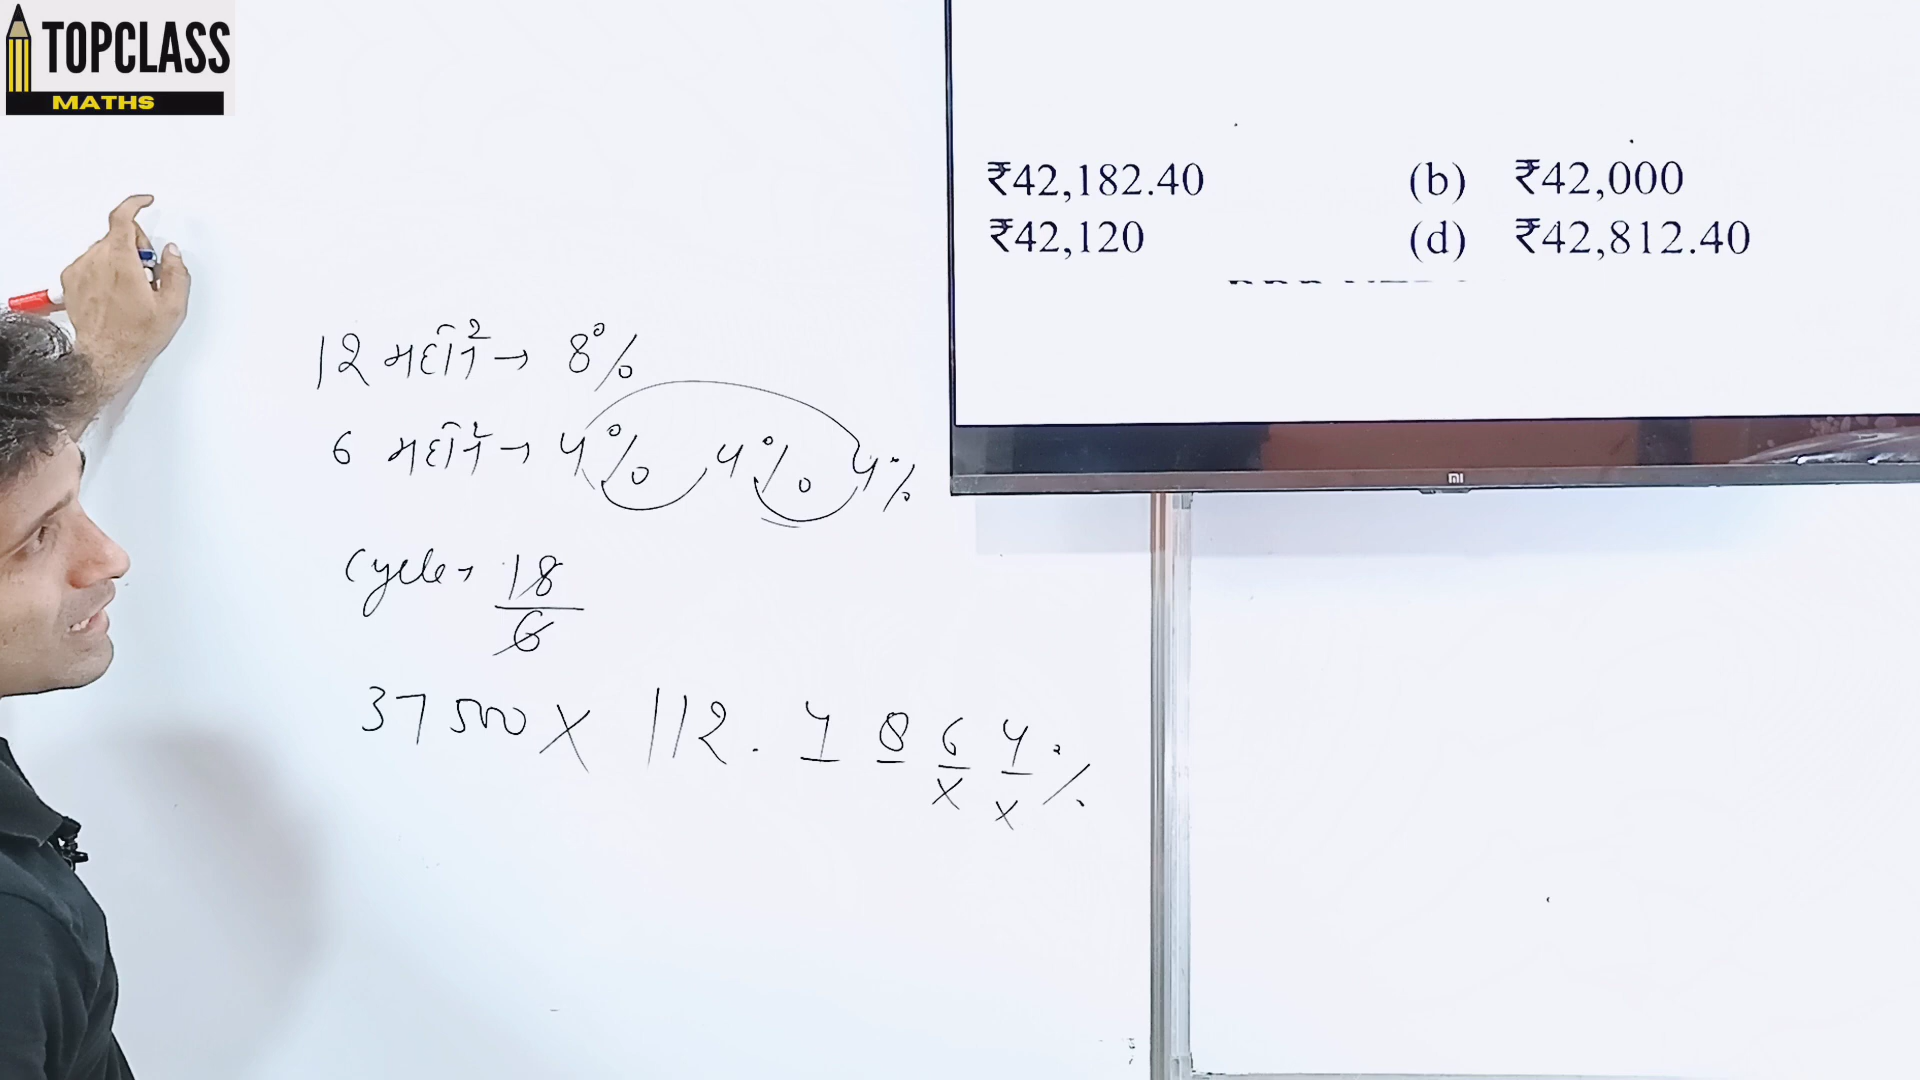 TOPCLASS
MATHS
₹42,182.40 (b) ₹42,000
₹42,120 (d) ₹42,812.40
mi
12 महीने → 8%
6 महीने → 4% 4% 4%
Cycle → 18/6
37500 × 112.4864%
× ×